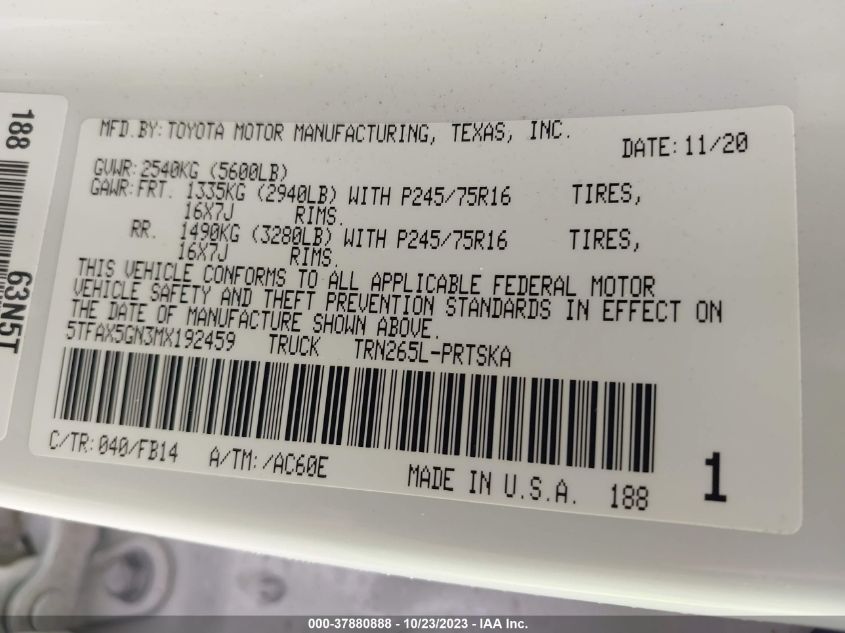 188
63N5T
MFD.BY:TOYOTA MOTOR MANUFACTURING, TEXAS, INC.
DATE:11/20
GVWR:2540KG (5600LB)
GAWR:FRT. 1335KG (2940LB) WITH P245/75R16 TIRES,
16X7J RIMS.
RR. 1490KG (3280LB) WITH P245/75R16 TIRES,
16X7J RIMS.
THIS VEHICLE CONFORMS TO ALL APPLICABLE FEDERAL MOTOR
VEHICLE SAFETY AND THEFT PREVENTION STANDARDS IN EFFECT ON
THE DATE OF MANUFACTURE SHOWN ABOVE.
5TFAX5GN3MX192459 TRUCK TRN265L-PRTSKA
C/TR:040/FB14 A/TM:/AC60E MADE IN U.S.A. 188 1
000-37880888 - 10/23/2023 - IAA Inc.